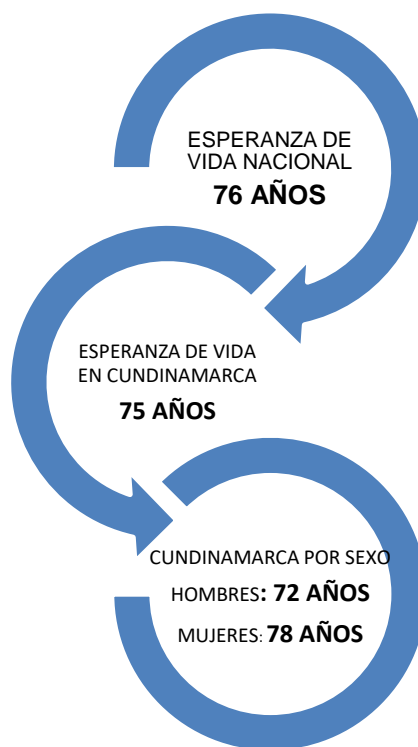 ESPERANZA DE
VIDA NACIONAL
76 AÑOS
ESPERANZA DE VIDA
EN CUNDINAMARCA
75 AÑOS
CUNDINAMARCA POR SEXO
HOMBRES: 72 AÑOS
MUJERES: 78 AÑOS